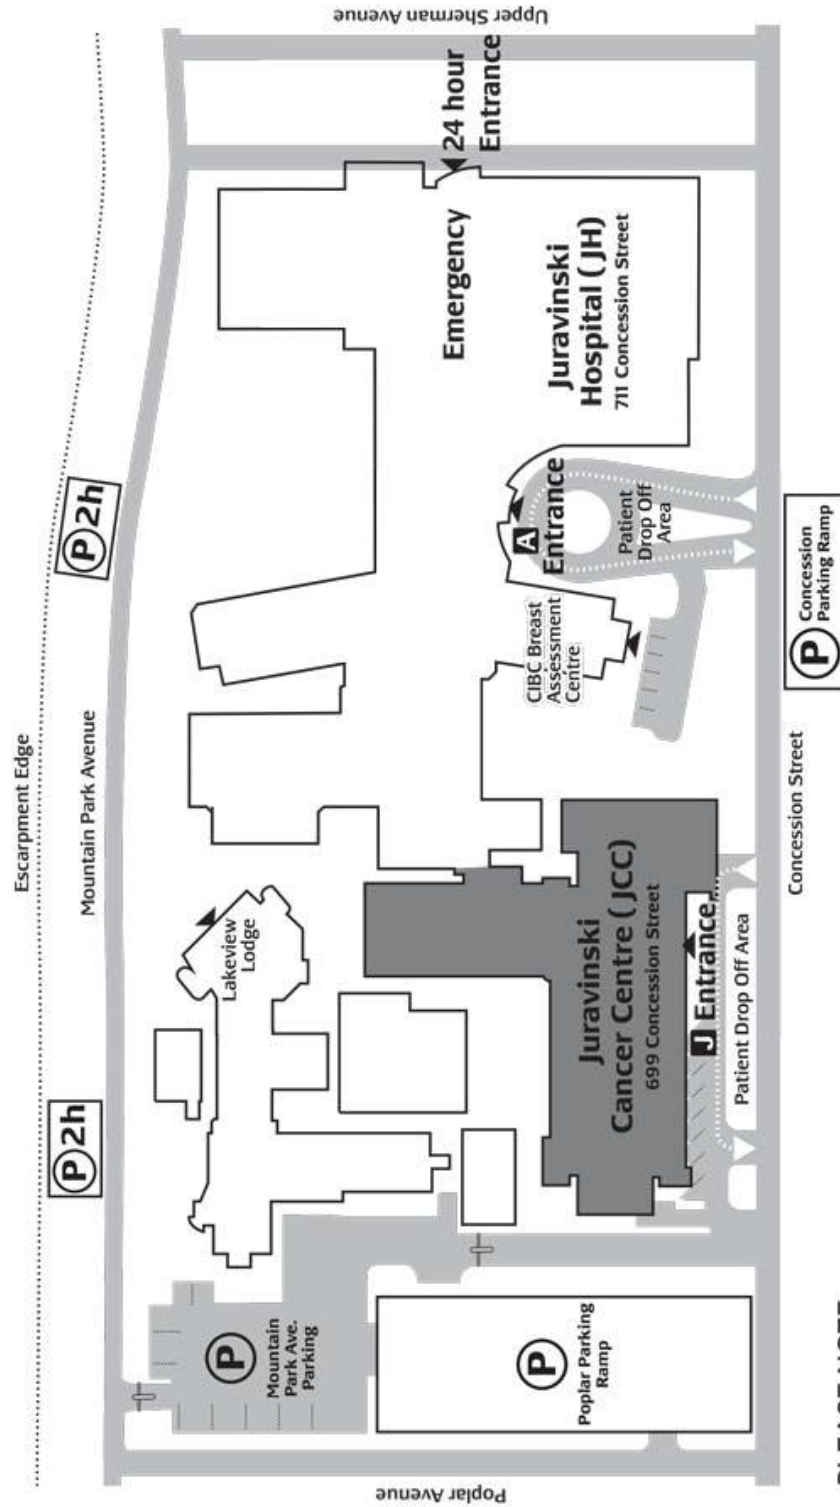 Escarpment Edge
P 2h
P 2h
Mountain Park Avenue
Upper Sherman Avenue
Poplar Avenue
P
Mountain
Park Ave.
Parking
Lakeview
Lodge
Emergency
24 hour
Entrance
Juravinski
Hospital (JH)
711 Concession Street
A
Entrance
Patient
Drop Off
Area
CIBC Breast
Assessment
Centre
Juravinski
Cancer Centre (JCC)
699 Concession Street
J Entrance
Patient Drop Off Area
P
Poplar Parking
Ramp
Concession Street
P Concession
Parking Ramp
PLEASE NOTE